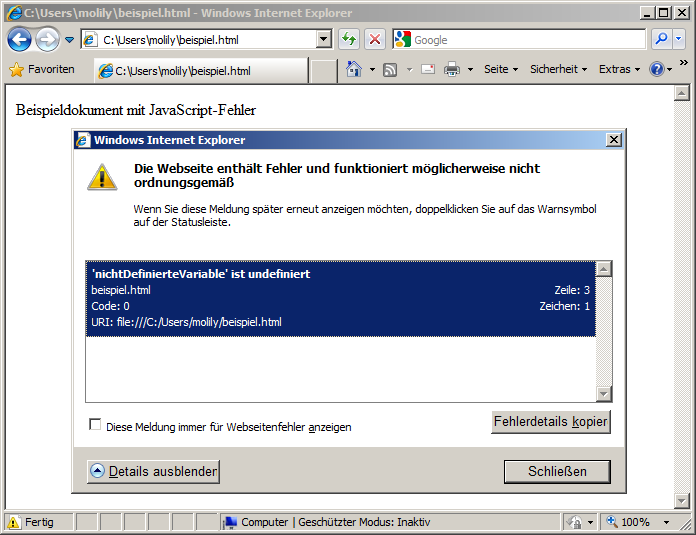 C:\Users\molily\beispiel.html - Windows Internet Explorer
C:\Users\molily\beispiel.html
Google
Favoriten
C:\Users\molily\beispiel.html
Seite
Sicherheit
Extras
Beispieldokument mit JavaScript-Fehler
Windows Internet Explorer
Die Webseite enthält Fehler und funktioniert möglicherweise nicht
ordnungsgemäß
Wenn Sie diese Meldung später erneut anzeigen möchten, doppelklicken Sie auf das Warnsymbol
auf der Statusleiste.
'nichtDefinierteVariable' ist undefiniert
beispiel.html Zeile: 3
Code: 0 Zeichen: 1
URI: file:///C:/Users/molily/beispiel.html
Diese Meldung immer für Webseitenfehler anzeigen
Fehlerdetails kopier
Details ausblender
Schließen
Fertig
Computer | Geschützter Modus: Inaktiv
100%